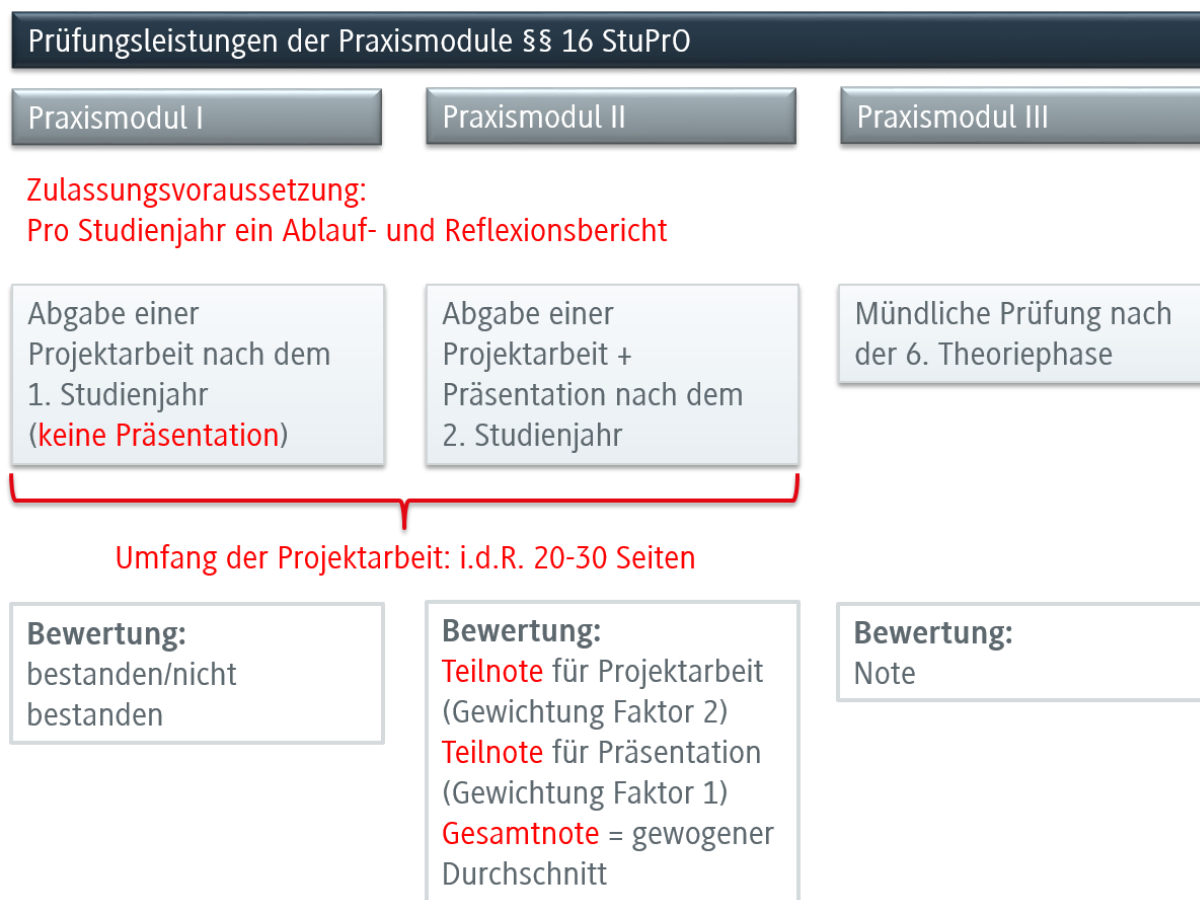 Prüfungsleistungen der Praxismodule §§ 16 StuPrO
Praxismodul I
Praxismodul II
Praxismodul III
Zulassungsvoraussetzung:
Pro Studienjahr ein Ablauf- und Reflexionsbericht
Abgabe einer
Projektarbeit nach dem
1. Studienjahr
(keine Präsentation)
Abgabe einer
Projektarbeit +
Präsentation nach dem
2. Studienjahr
Mündliche Prüfung nach
der 6. Theoriephase
Umfang der Projektarbeit: i.d.R. 20-30 Seiten
Bewertung:
bestanden/nicht
bestanden
Bewertung:
Teilnote für Projektarbeit
(Gewichtung Faktor 2)
Teilnote für Präsentation
(Gewichtung Faktor 1)
Gesamtnote = gewogener
Durchschnitt
Bewertung:
Note